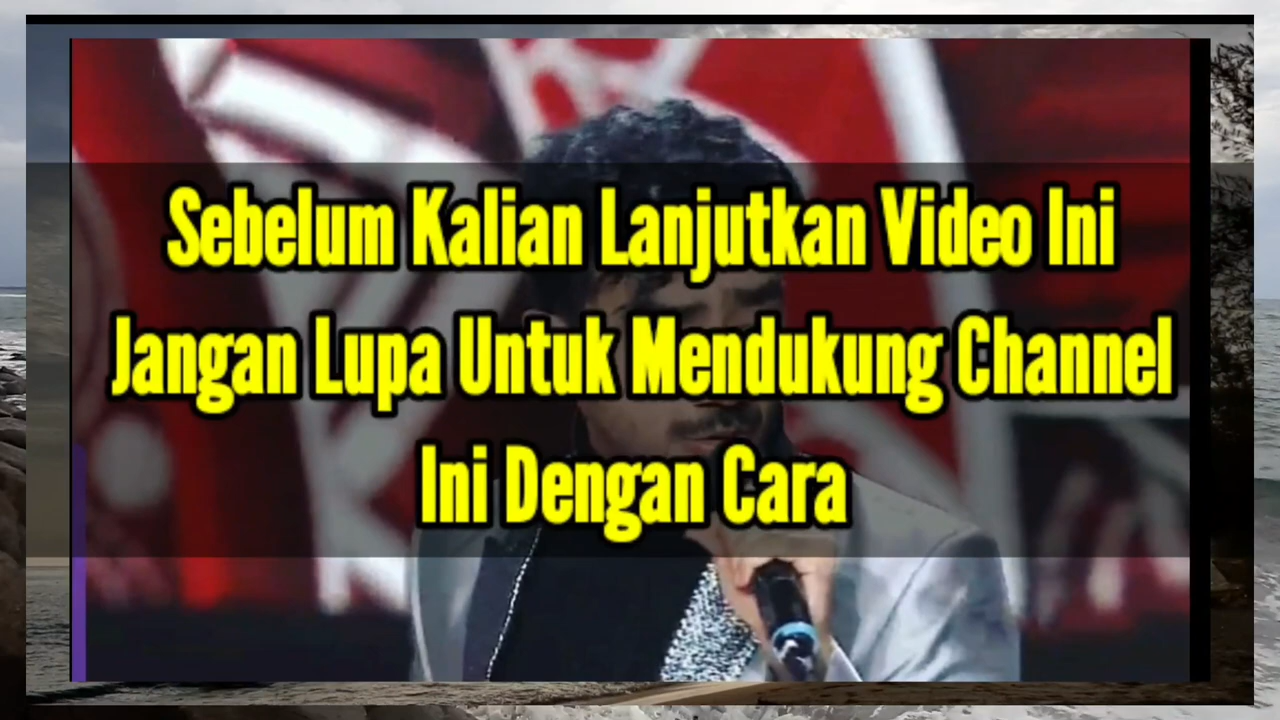 Sebelum Kalian Lanjutkan Video Ini
Jangan Lupa Untuk Mendukung Channel
Ini Dengan Cara